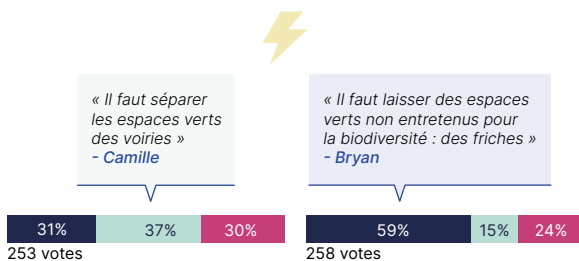 « Il faut séparer
les espaces verts
des voiries »
- Camille
31% 37% 30%
253 votes
« Il faut laisser des espaces
verts non entretenus pour
la biodiversité : des friches »
- Bryan
59% 15% 24%
258 votes